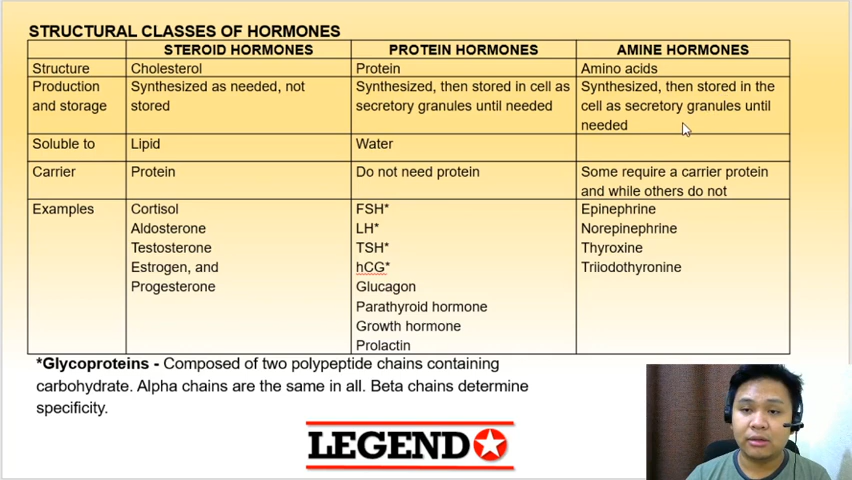 STRUCTURAL CLASSES OF HORMONES
STEROID HORMONES PROTEIN HORMONES AMINE HORMONES
Structure Cholesterol Protein Amino acids
Production and storage Synthesized as needed, not stored Synthesized, then stored in cell as secretory granules until needed Synthesized, then stored in the cell as secretory granules until needed
Soluble to Lipid Water
Carrier Protein Do not need protein Some require a carrier protein and while others do not
Examples
Cortisol
Aldosterone
Testosterone
Estrogen, and
Progesterone
FSH*
LH*
TSH*
hCG*
Glucagon
Parathyroid hormone
Growth hormone
Prolactin
Epinephrine
Norepinephrine
Thyroxine
Triiodothyronine
*Glycoproteins - Composed of two polypeptide chains containing
carbohydrate. Alpha chains are the same in all. Beta chains determine
specificity.
LEGEND